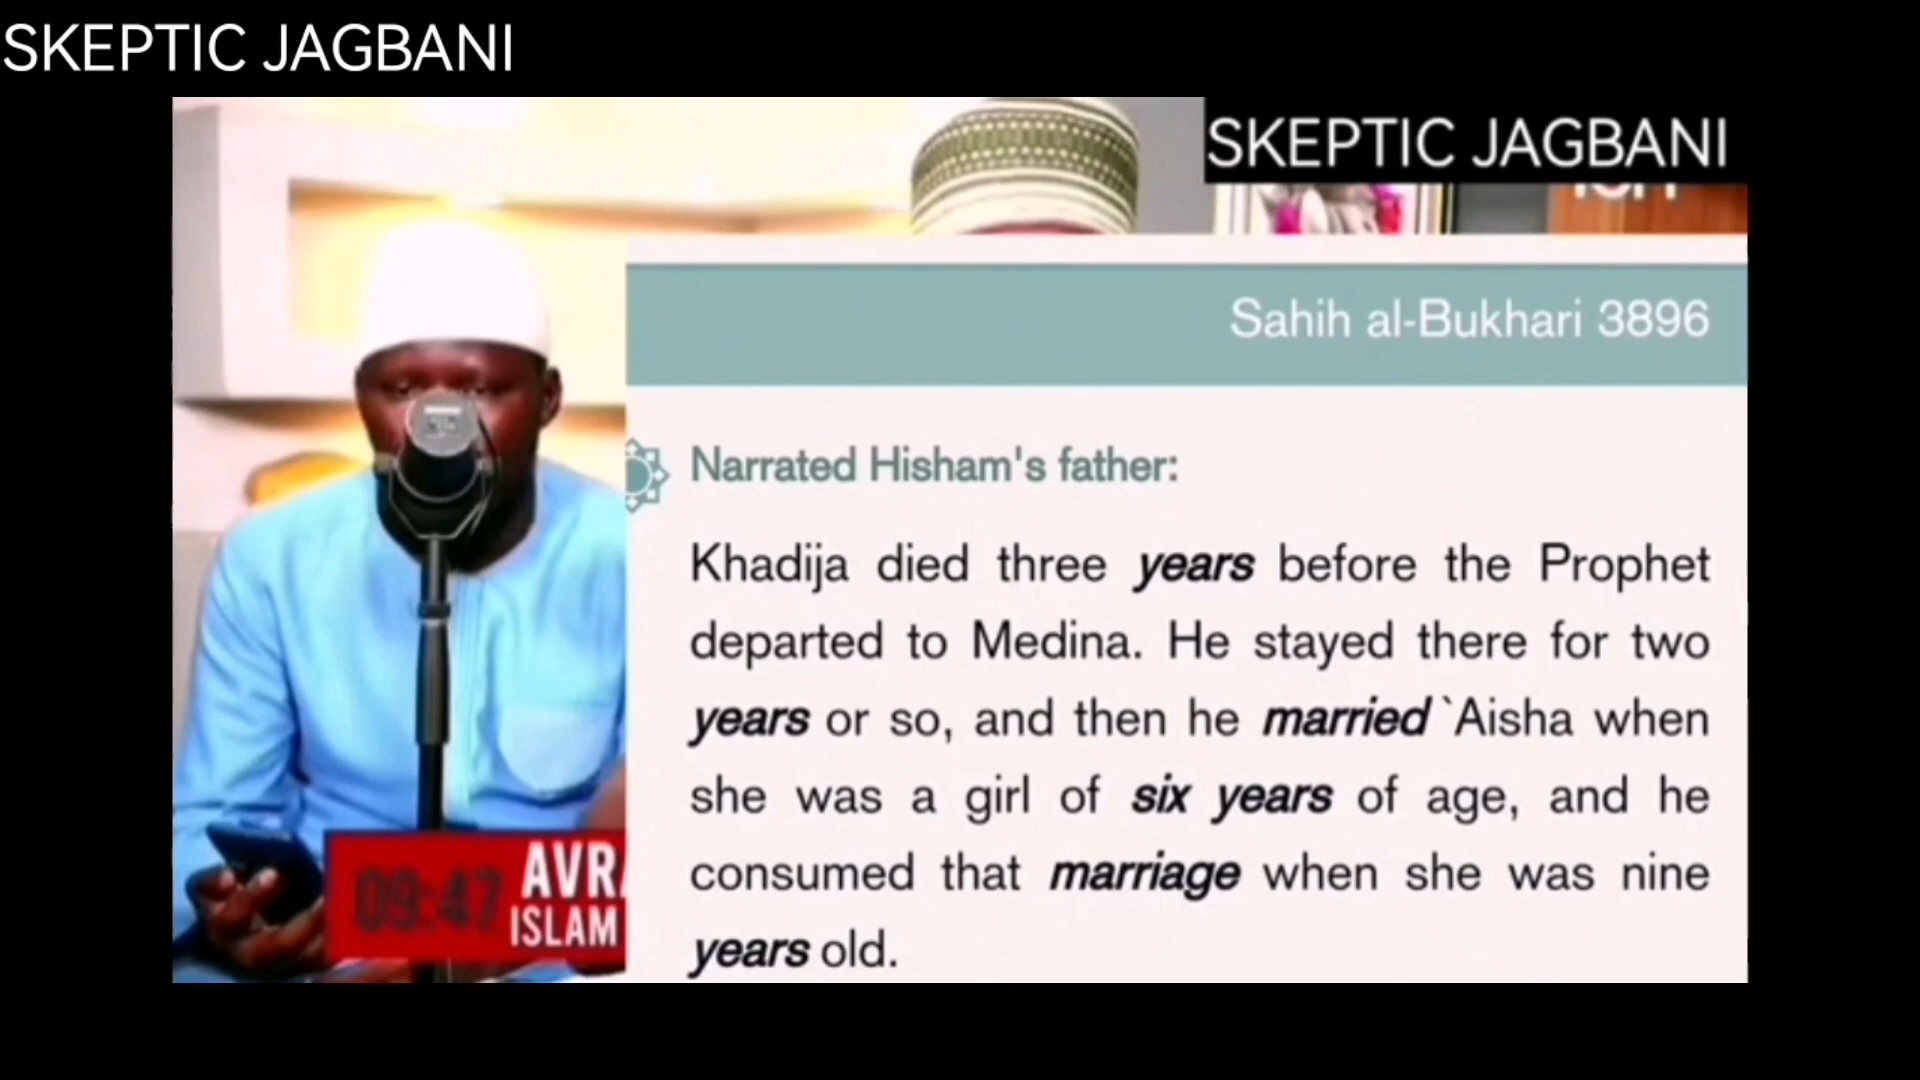 SKEPTIC JAGBANI
SKEPTIC JAGBANI
Sahih al-Bukhari 3896
Narrated Hisham's father:
Khadija died three years before the Prophet
departed to Medina. He stayed there for two
years or so, and then he married `Aisha when
she was a girl of six years of age, and he
consumed that marriage when she was nine
years old.
09:47
AVRA
ISLAM